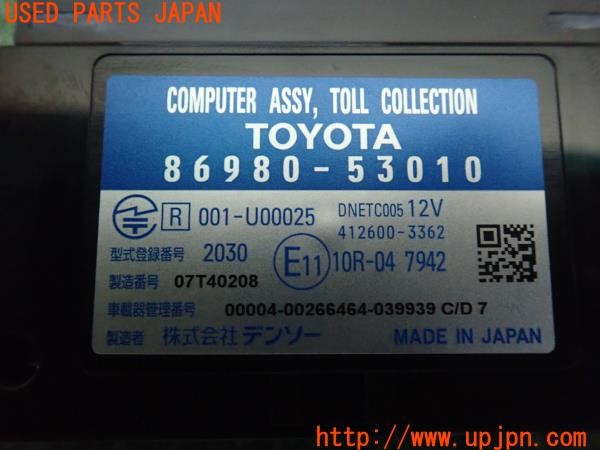 USED PARTS JAPAN
COMPUTER ASSY, TOLL COLLECTION
TOYOTA
86980-53010
R 001-U00025 DNETC005 12V
412600-3362
型式登録番号 2030 E11 10R-04 7942
製造番号 07T40208
車載器管理番号 00004-00266464-039939 C/D 7
製造者 株式会社デンソー MADE IN JAPAN
UPJ http://www.upjpn.com/